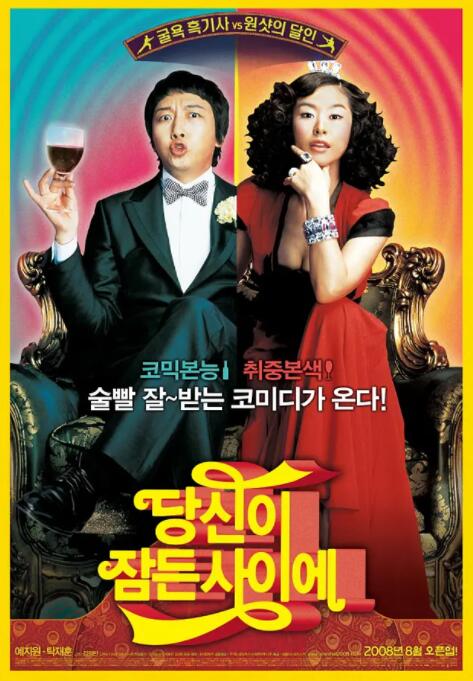 굴욕 흑기사 vs 원샷의 달인
코믹본능 취중본색
술빨 잘~받는 코미디가 온다!
당신이
잠든 사이에
예지원·탁재훈
2008년 8월 오픈업!